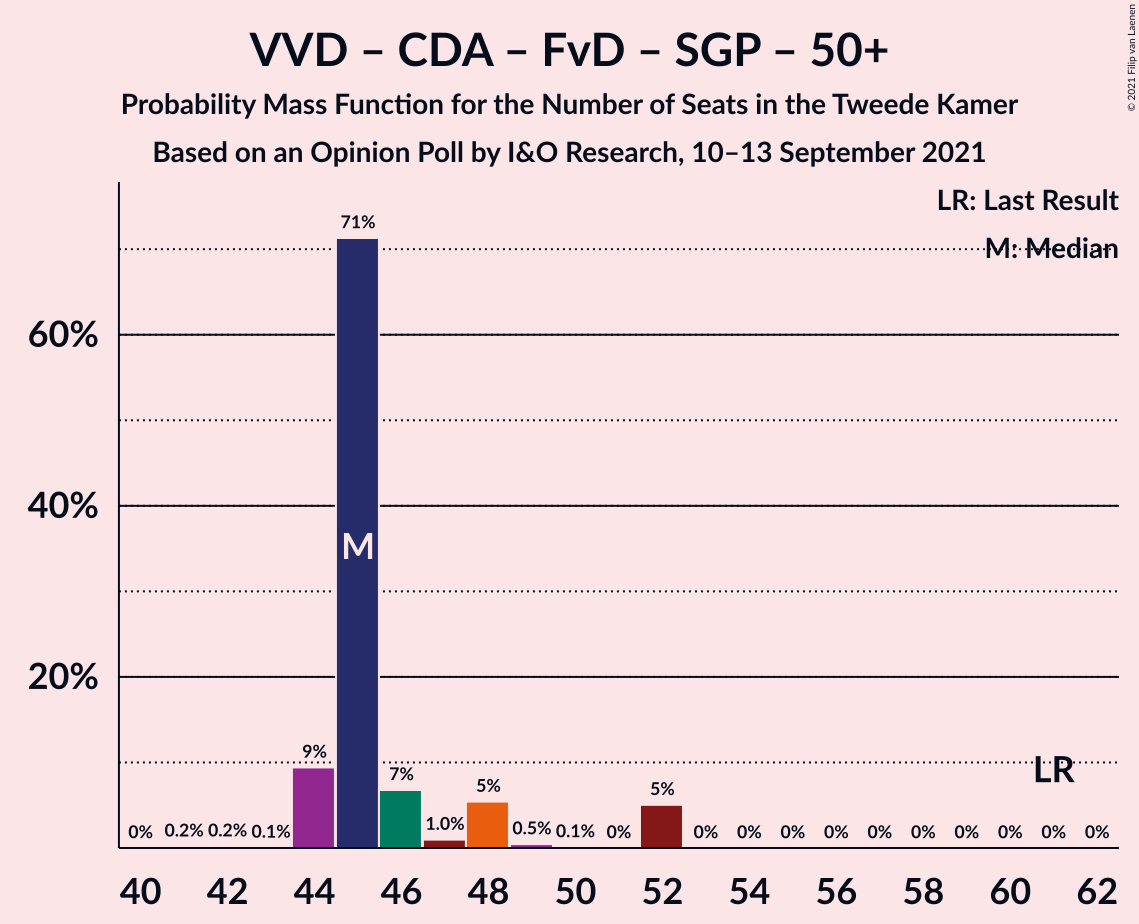 VVD – CDA – FvD – SGP – 50+
Probability Mass Function for the Number of Seats in the Tweede Kamer
Based on an Opinion Poll by I&O Research, 10–13 September 2021
© 2021 Filip van Laenen
LR: Last Result
M: Median
60%
40%
20%
0% 0.2% 0.2% 0.1% 9% 71% 7% 1.0% 5% 0.5% 0.1% 0% 5% 0% 0% 0% 0% 0% 0% 0% 0% 0% 0%
M
LR
40 42 44 46 48 50 52 54 56 58 60 62